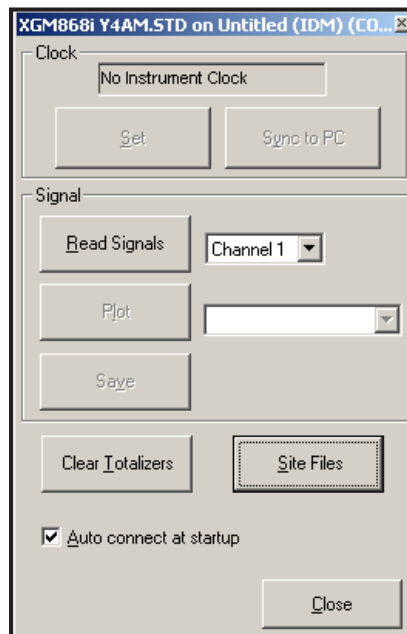 XGM868i Y4AM.STD on Untitled (IDM) (CO...
Clock
No Instrument Clock
Set
Sync to PC
Signal
Read Signals
Channel 1
Plot
Save
Clear Totalizers
Site Files
Auto connect at startup
Close